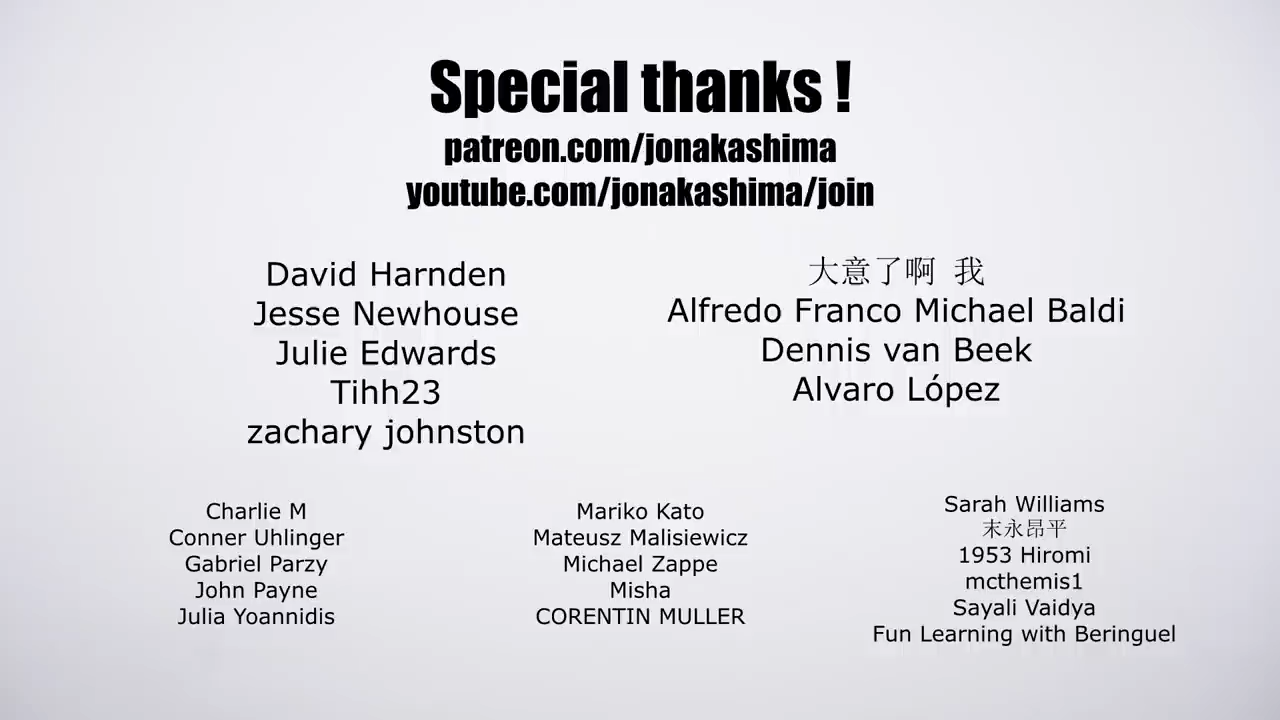 Special thanks !
patreon.com/jonakashima
youtube.com/jonakashima/join
David Harnden
Jesse Newhouse
Julie Edwards
Tihh23
zachary johnston
大意了啊 我
Alfredo Franco Michael Baldi
Dennis van Beek
Alvaro López
Charlie M
Conner Uhlinger
Gabriel Parzy
John Payne
Julia Yoannidis
Mariko Kato
Mateusz Malisiewicz
Michael Zappe
Misha
CORENTIN MULLER
Sarah Williams
末永昂平
1953 Hiromi
mcthemis1
Sayali Vaidya
Fun Learning with Beringuel